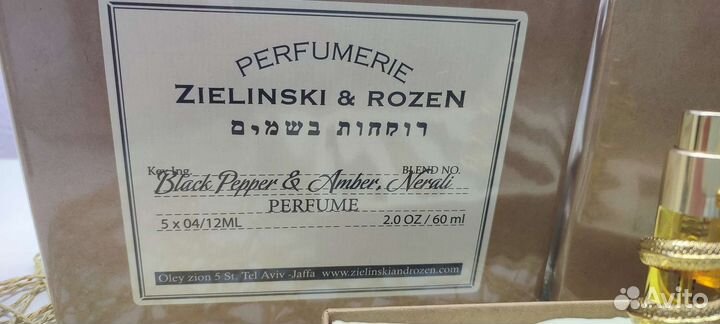 PERFUMERIE
ZIELINSKI & ROZEN
רוקחות בשמים
Key Ing. BLEND NO.
Black Pepper & Amber, Nerali
PERFUME
5 x 04/12ML 2.0 OZ / 60 ml
Oley zion 5 St. Tel Aviv -Jaffa www.zielinskiandrozen.com
Avito